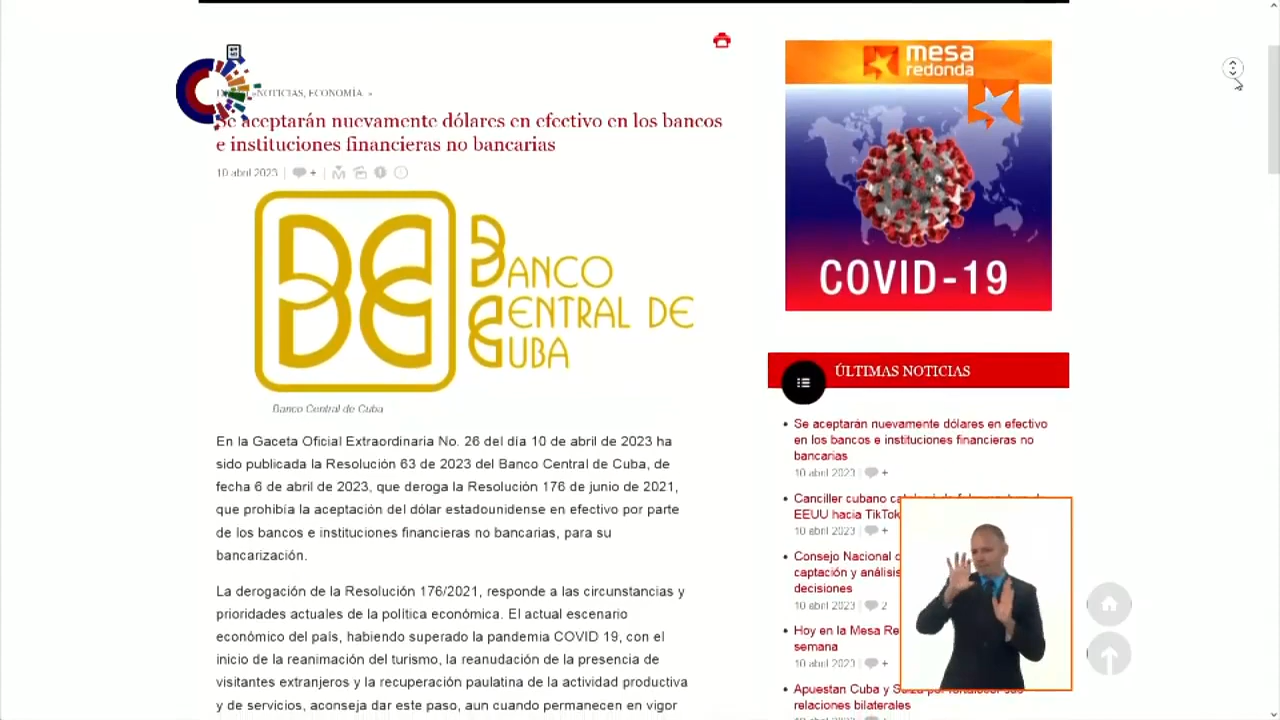 NOTICIAS, ECONOMÍA »
Se aceptarán nuevamente dólares en efectivo en los bancos
e instituciones financieras no bancarias
10 abril 2023 | + |
BANCO
CENTRAL DE
CUBA
Banco Central de Cuba
En la Gaceta Oficial Extraordinaria No. 26 del día 10 de abril de 2023 ha
sido publicada la Resolución 63 de 2023 del Banco Central de Cuba, de
fecha 6 de abril de 2023, que deroga la Resolución 176 de junio de 2021,
que prohibía la aceptación del dólar estadounidense en efectivo por parte
de los bancos e instituciones financieras no bancarias, para su
bancarización.
La derogación de la Resolución 176/2021, responde a las circunstancias y
prioridades actuales de la política económica. El actual escenario
económico del país, habiendo superado la pandemia COVID 19, con el
inicio de la reanimación del turismo, la reanudación de la presencia de
visitantes extranjeros y la recuperación paulatina de la actividad productiva
y de servicios, aconseja dar este paso, aun cuando permanecen en vigor
mesa
redonda
COVID-19
ÚLTIMAS NOTICIAS
• Se aceptarán nuevamente dólares en efectivo
en los bancos e instituciones financieras no
bancarias
10 abril 2023 | +
• Canciller cubano
EEUU hacia TikTok
10 abril 2023 | +
• Consejo Nacional
captación y análisis
decisiones
10 abril 2023 | 2
• Hoy en la Mesa Re
semana
10 abril 2023 | +
• Apuestan Cuba y
relaciones bilaterales